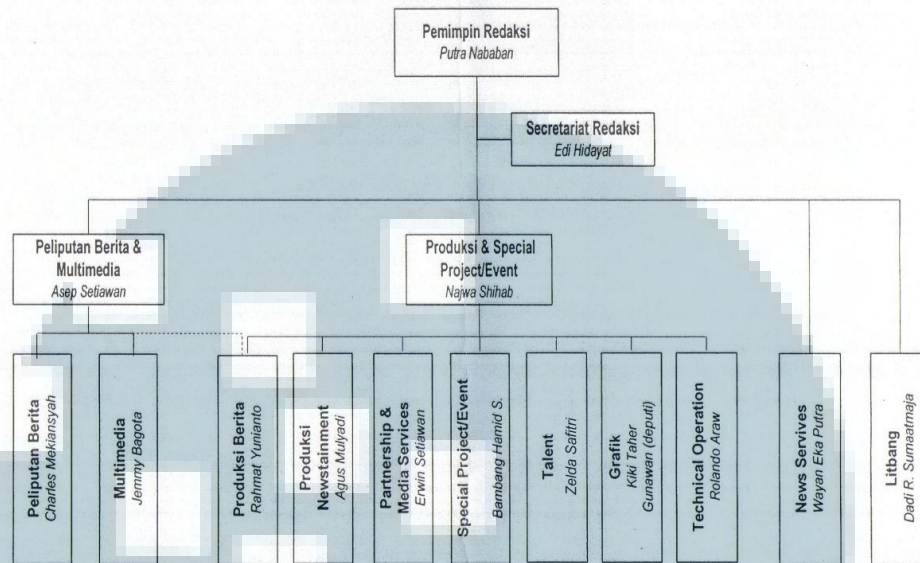 Pemimpin Redaksi
Putra Nababan
Secretariat Redaksi
Edi Hidayat
Peliputan Berita &
Multimedia
Asep Setiawan
Produksi & Special
Project/Event
Najwa Shihab
Peliputan Berita
Charles Mekiansyah
Multimedia
Jemmy Bagota
Produksi Berita
Rahmat Yunianto
Produksi
Newstainment
Agus Mulyadi
Partnership &
Media Services
Erwin Setiawan
Special Project/Event
Bambang Hamid S.
Talent
Zelda Safitri
Grafik
Kiki Taher
Gunawan (deputi)
Technical Operation
Rolando Araw
News Servives
Wayan Eka Putra
Litbang
Dadi R. Sumaatmaja